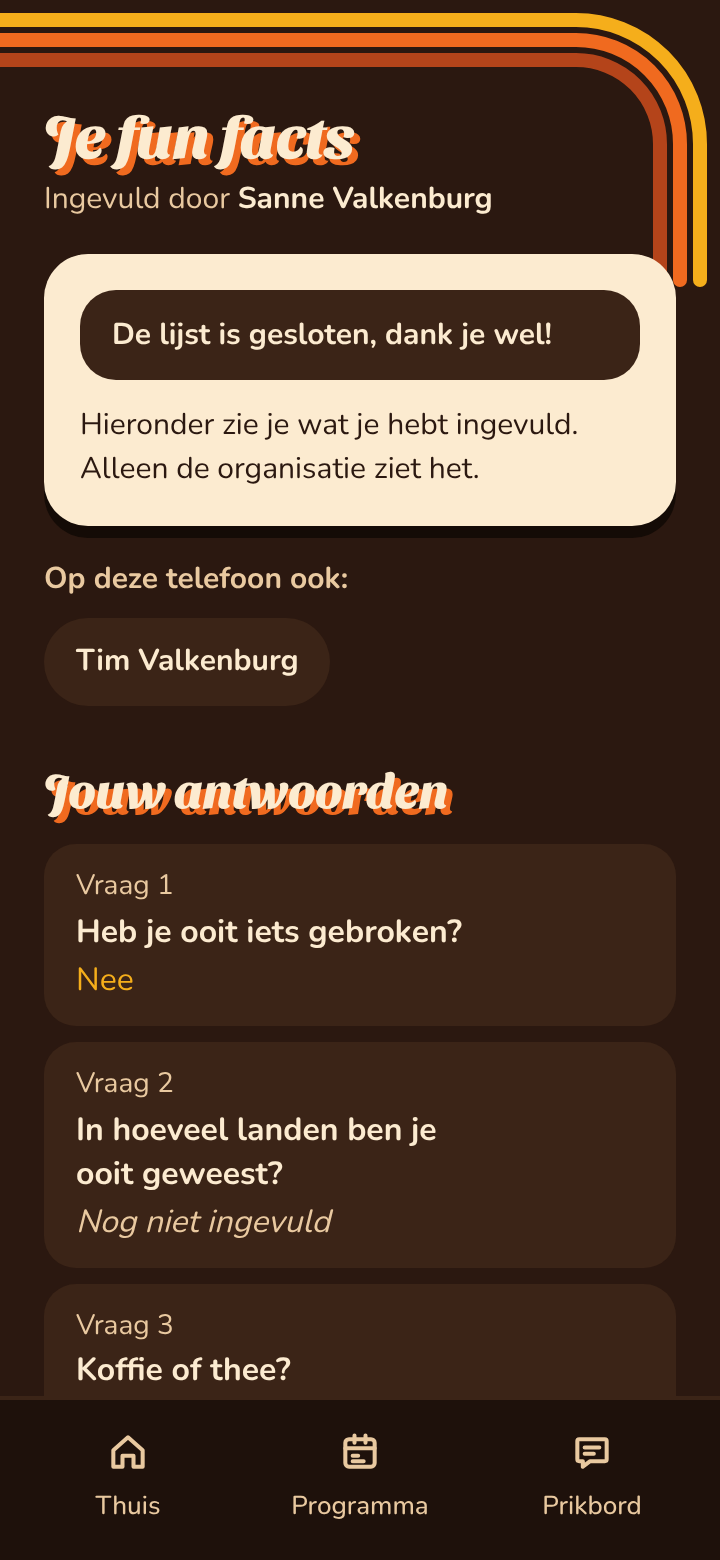 Je fun facts
Ingevuld door Sanne Valkenburg
De lijst is gesloten, dank je wel!
Hieronder zie je wat je hebt ingevuld.
Alleen de organisatie ziet het.
Op deze telefoon ook:
Tim Valkenburg
Jouw antwoorden
Vraag 1
Heb je ooit iets gebroken?
Nee
Vraag 2
In hoeveel landen ben je
ooit geweest?
Nog niet ingevuld
Vraag 3
Koffie of thee?
Thuis
Programma
Prikbord